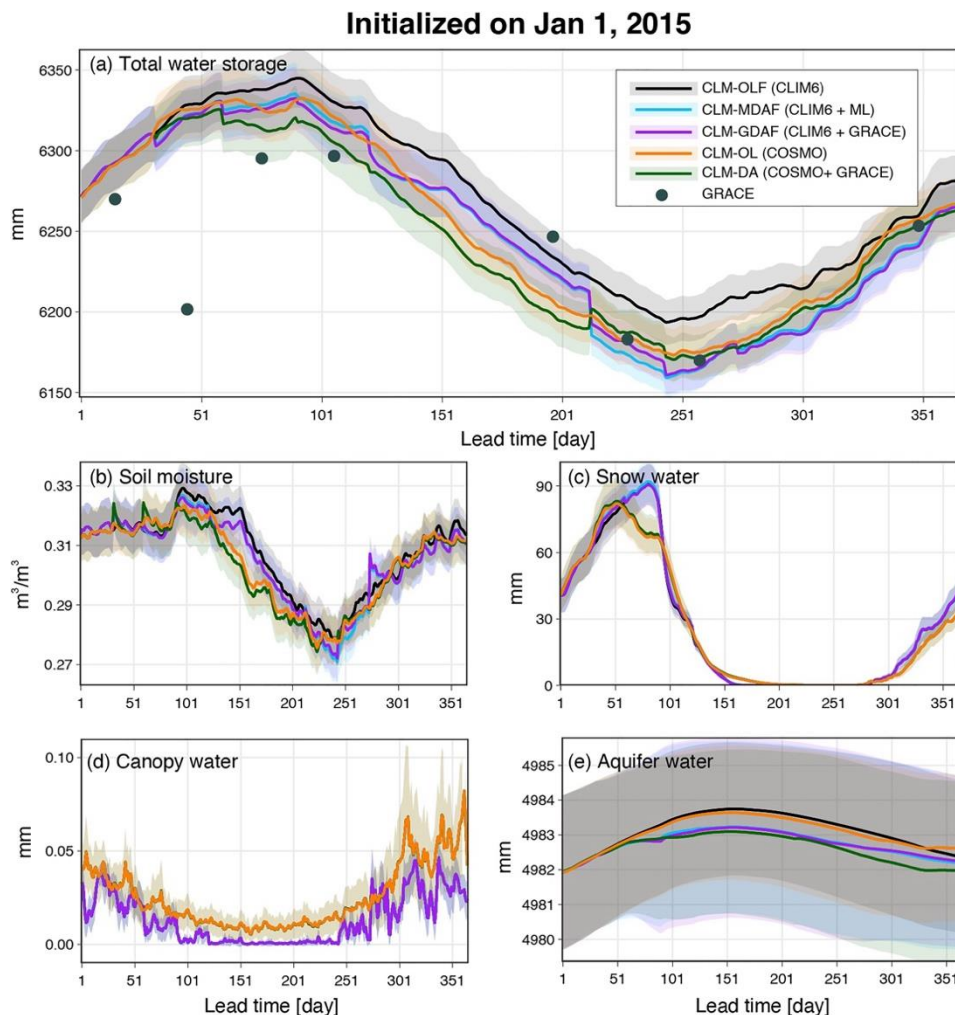 Initialized on Jan 1, 2015
(a) Total water storage
6350
6300
6250
6200
6150
mm
CLM-OLF (CLIM6)
CLM-MDAF (CLIM6 + ML)
CLM-GDAF (CLIM6 + GRACE)
CLM-OL (COSMO)
CLM-DA (COSMO+ GRACE)
GRACE
1 51 101 151 201 251 301 351
Lead time [day]
(b) Soil moisture
0.33
0.31
0.29
0.27
m³/m³
1 51 101 151 201 251 301 351
(c) Snow water
90
60
30
0
mm
1 51 101 151 201 251 301 351
(d) Canopy water
0.10
0.05
0.00
mm
1 51 101 151 201 251 301 351
Lead time [day]
(e) Aquifer water
4985
4984
4983
4982
4981
4980
mm
1 51 101 151 201 251 301 351
Lead time [day]